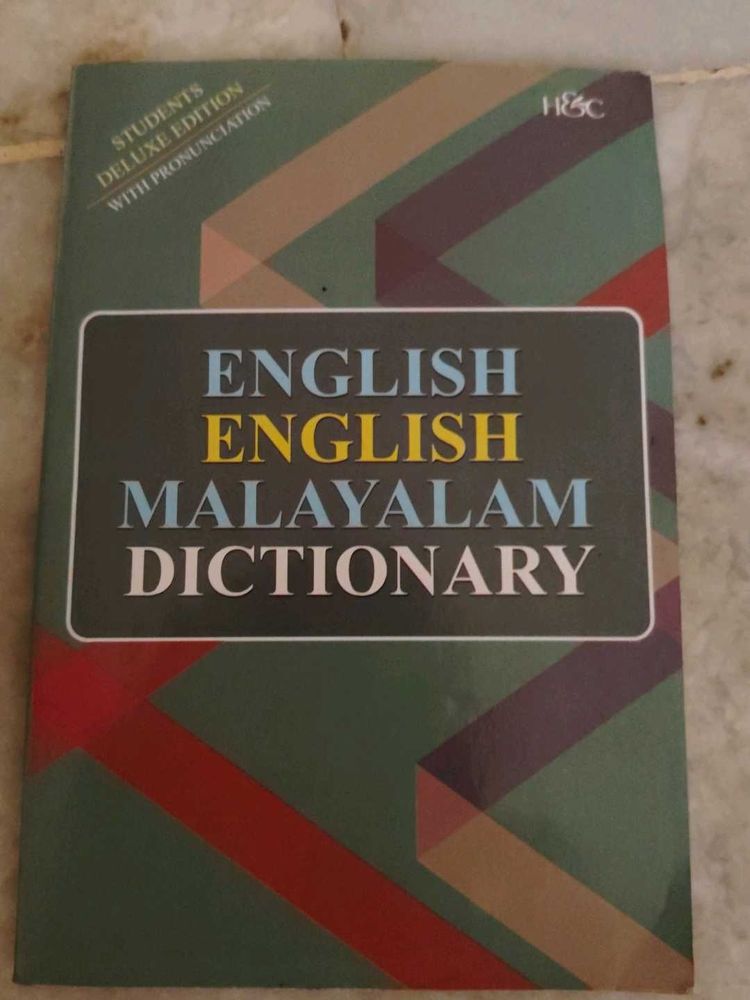 STUDENTS
DELUXE EDITION
WITH PRONUNCIATION
H&C
ENGLISH
ENGLISH
MALAYALAM
DICTIONARY